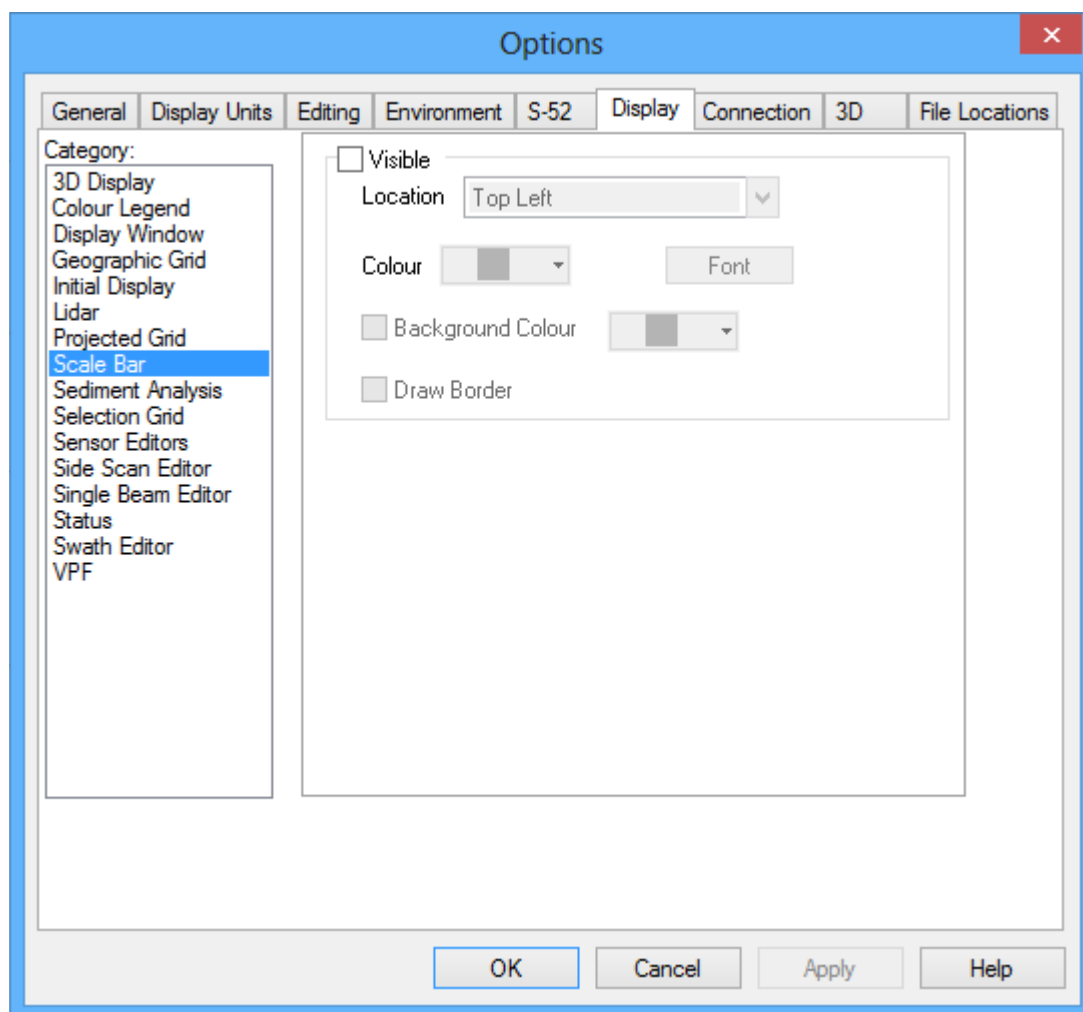 Options
General Display Units Editing Environment S-52 Display Connection 3D File Locations
Category:
3D Display
Colour Legend
Display Window
Geographic Grid
Initial Display
Lidar
Projected Grid
Scale Bar
Sediment Analysis
Selection Grid
Sensor Editors
Side Scan Editor
Single Beam Editor
Status
Swath Editor
VPF
Visible
Location Top Left
Colour Font
Background Colour
Draw Border
OK Cancel Apply Help